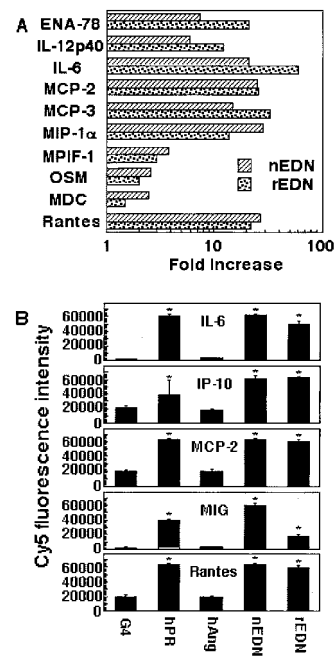 A
ENA-78
IL-12p40
IL-6
MCP-2
MCP-3
MIP-1α
MPIF-1
OSM
MDC
Rantes
nEDN
rEDN
1 10 100
Fold Increase
B
Cy5 fluorescence intensity
60000
40000
20000
0
* * *
IL-6
60000
40000
20000
0
* * *
IP-10
60000
40000
20000
0
* * *
MCP-2
60000
40000
20000
0
* * *
MIG
60000
40000
20000
0
* * *
Rantes
G4 hPR hAng nEDN rEDN